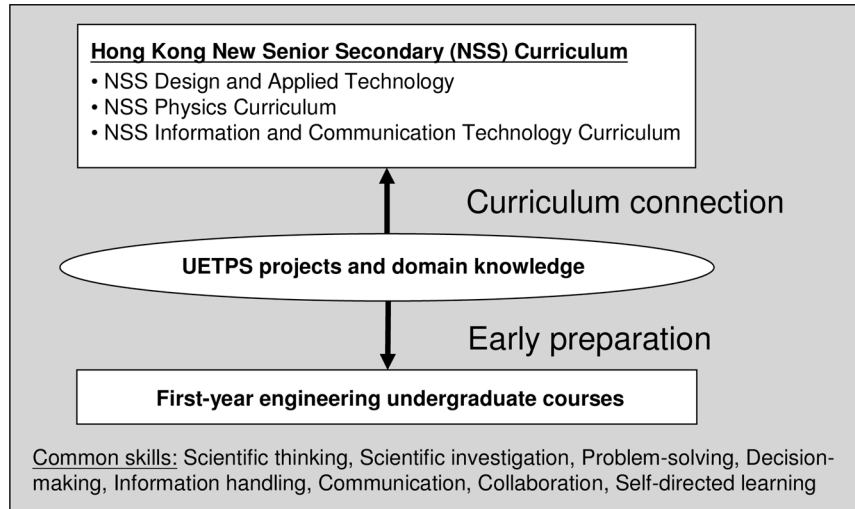 Hong Kong New Senior Secondary (NSS) Curriculum
• NSS Design and Applied Technology
• NSS Physics Curriculum
• NSS Information and Communication Technology Curriculum
Curriculum connection
UETPS projects and domain knowledge
Early preparation
First-year engineering undergraduate courses
Common skills: Scientific thinking, Scientific investigation, Problem-solving, Decision-
making, Information handling, Communication, Collaboration, Self-directed learning